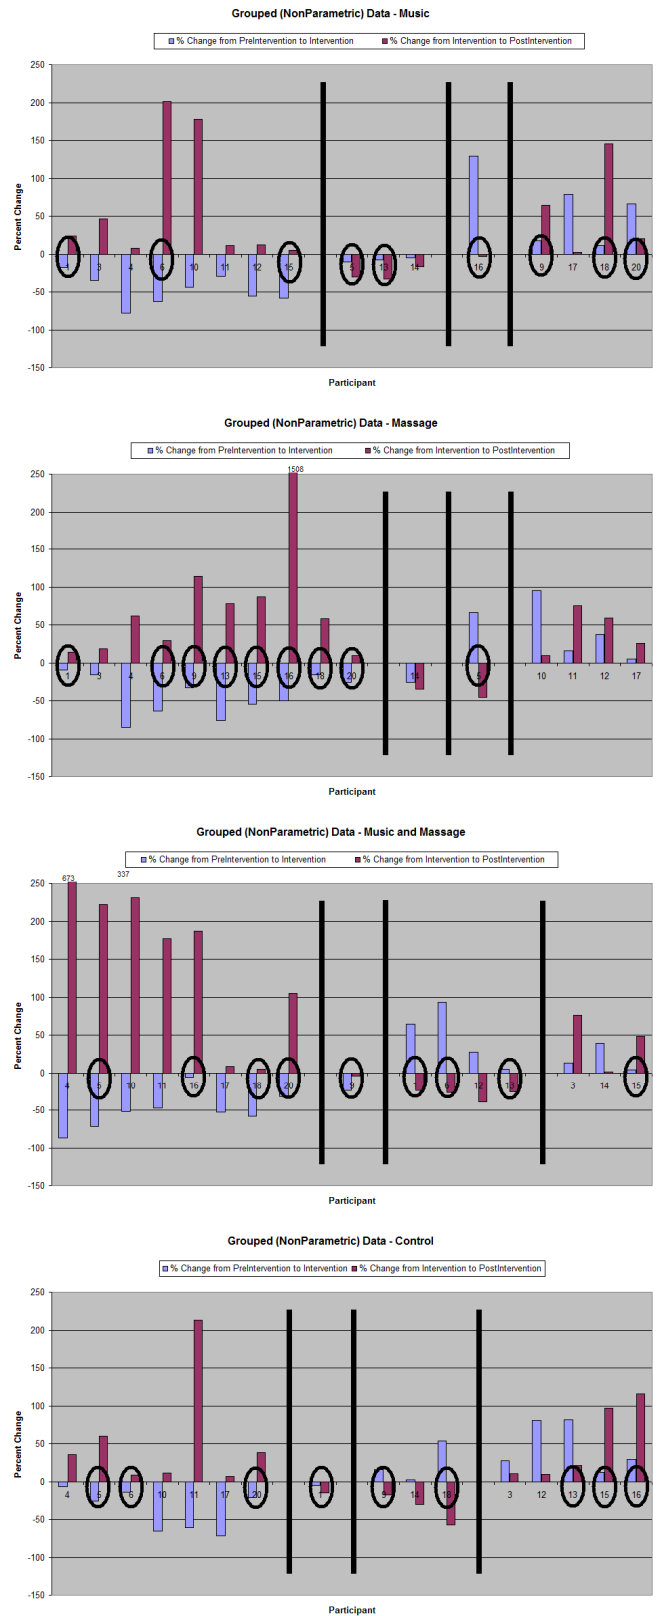 Grouped (NonParametric) Data - Music
% Change from PreIntervention to Intervention % Change from Intervention to PostIntervention
250
200
150
100
50
0
-50
-100
-150
Percent Change
1 3 4 6 10 11 12 15 5 13 14 16 9 17 18 20
Participant
Grouped (NonParametric) Data - Massage
% Change from PreIntervention to Intervention % Change from Intervention to PostIntervention
1508
250
200
150
100
50
0
-50
-100
-150
Percent Change
1 3 4 6 9 13 15 16 18 20 14 5 10 11 12 17
Participant
Grouped (NonParametric) Data - Music and Massage
% Change from PreIntervention to Intervention % Change from Intervention to PostIntervention
673 337
250
200
150
100
50
0
-50
-100
-150
Percent Change
4 5 10 11 16 17 18 20 9 1 6 12 13 3 14 15
Participant
Grouped (NonParametric) Data - Control
% Change from PreIntervention to Intervention % Change from Intervention to PostIntervention
250
200
150
100
50
0
-50
-100
-150
Percent Change
4 5 6 10 11 17 20 1 9 14 18 3 12 13 15 16
Participant